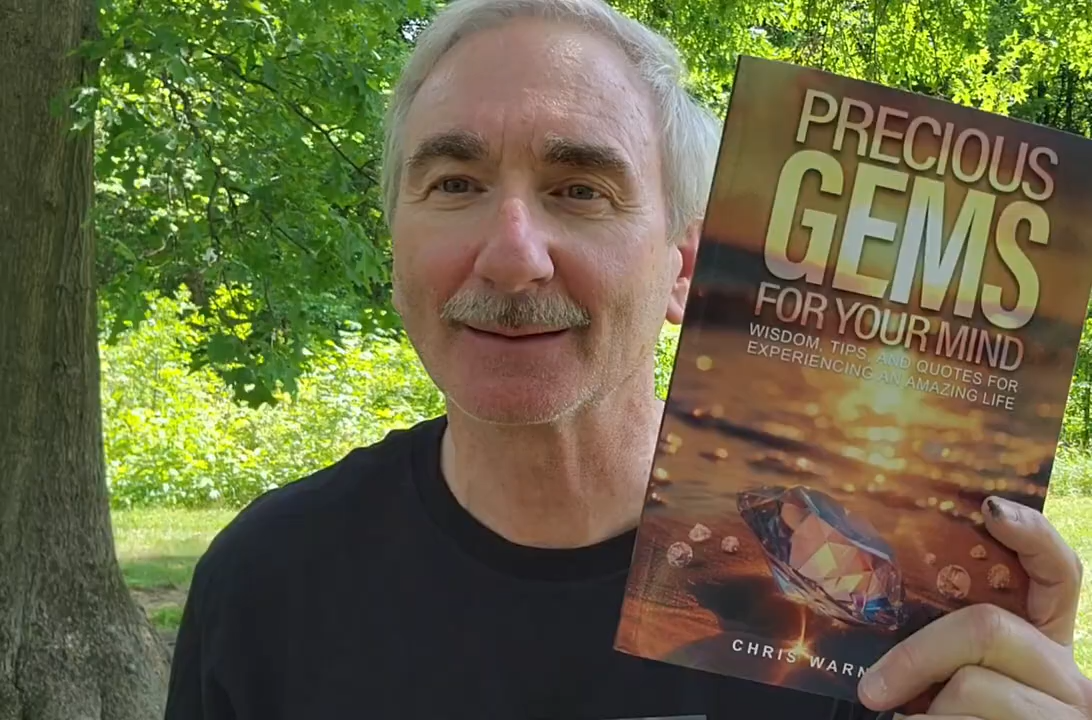 PRECIOUS
GEMS
FOR YOUR MIND
WISDOM, TIPS, AND QUOTES FOR
EXPERIENCING AN AMAZING LIFE
CHRIS